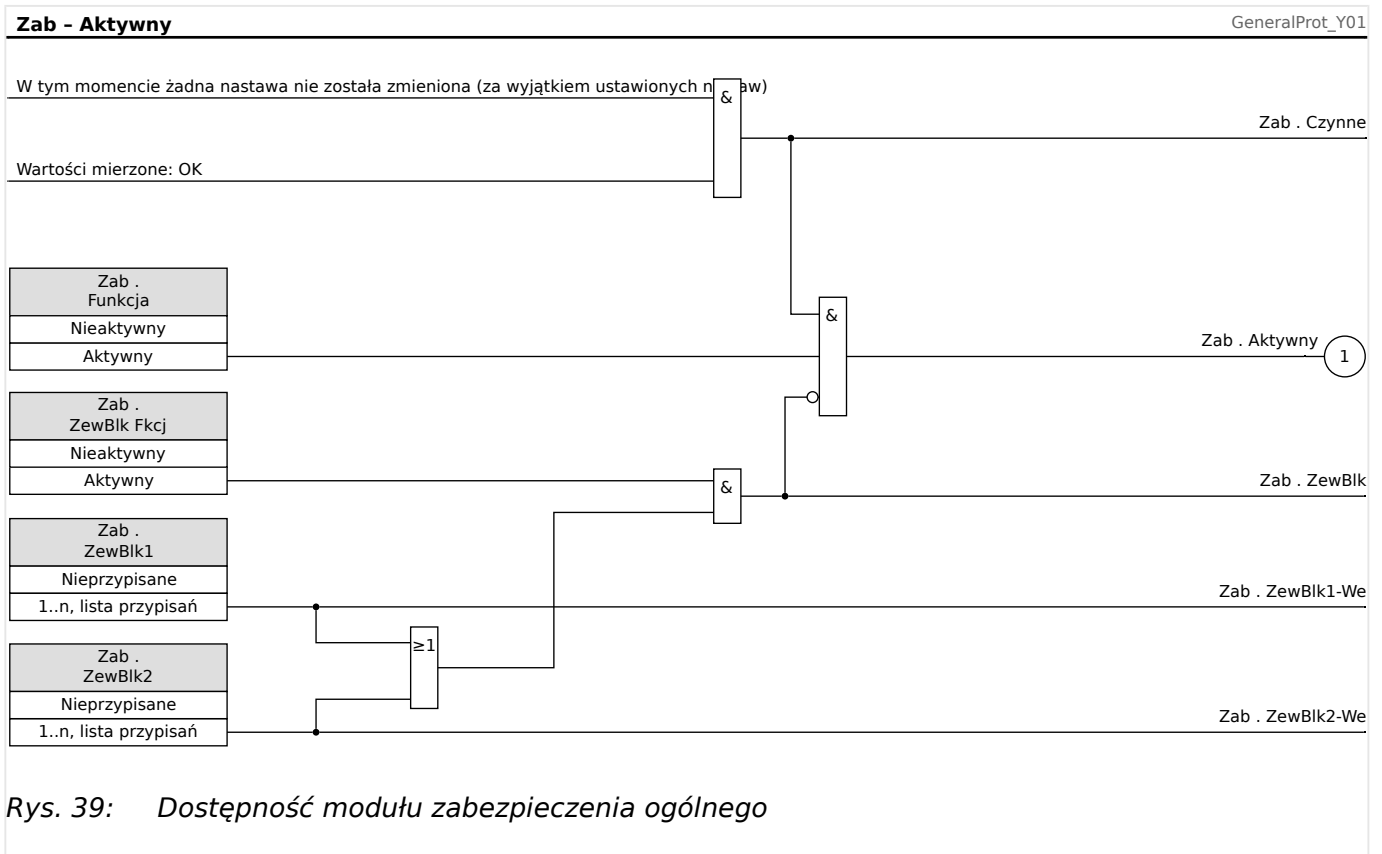 Zab – Aktywny
GeneralProt_Y01
W tym momencie żadna nastawa nie została zmieniona (za wyjątkiem ustawionych n aw)
&
Zab . Czynne
Wartości mierzone: OK
Zab .
Funkcja
Nieaktywny
Aktywny
&
Zab . Aktywny
1
Zab .
ZewBlk Fkcj
Nieaktywny
Aktywny
&
Zab . ZewBlk
Zab .
ZewBlk1
Nieprzypisane
1..n, lista przypisań
Zab . ZewBlk1-We
≥1
Zab .
ZewBlk2
Nieprzypisane
1..n, lista przypisań
Zab . ZewBlk2-We
Rys. 39: Dostępność modułu zabezpieczenia ogólnego